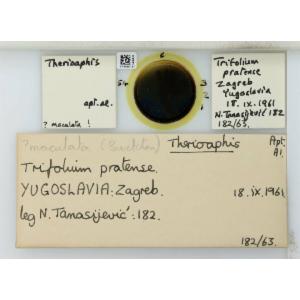 Therioaphis
apt. al.
? maculata !
Trifolium
pratense
Zagreb
Yugoslavia
18. ix. 1961
N. Tanasijević 182
182/63.
?maculata (Buckton) Therioaphis Apt.
Al.
Trifolium pratense.
YUGOSLAVIA: Zagreb. 18. ix. 1961
leg N. Tanasijević: 182.
182/63.